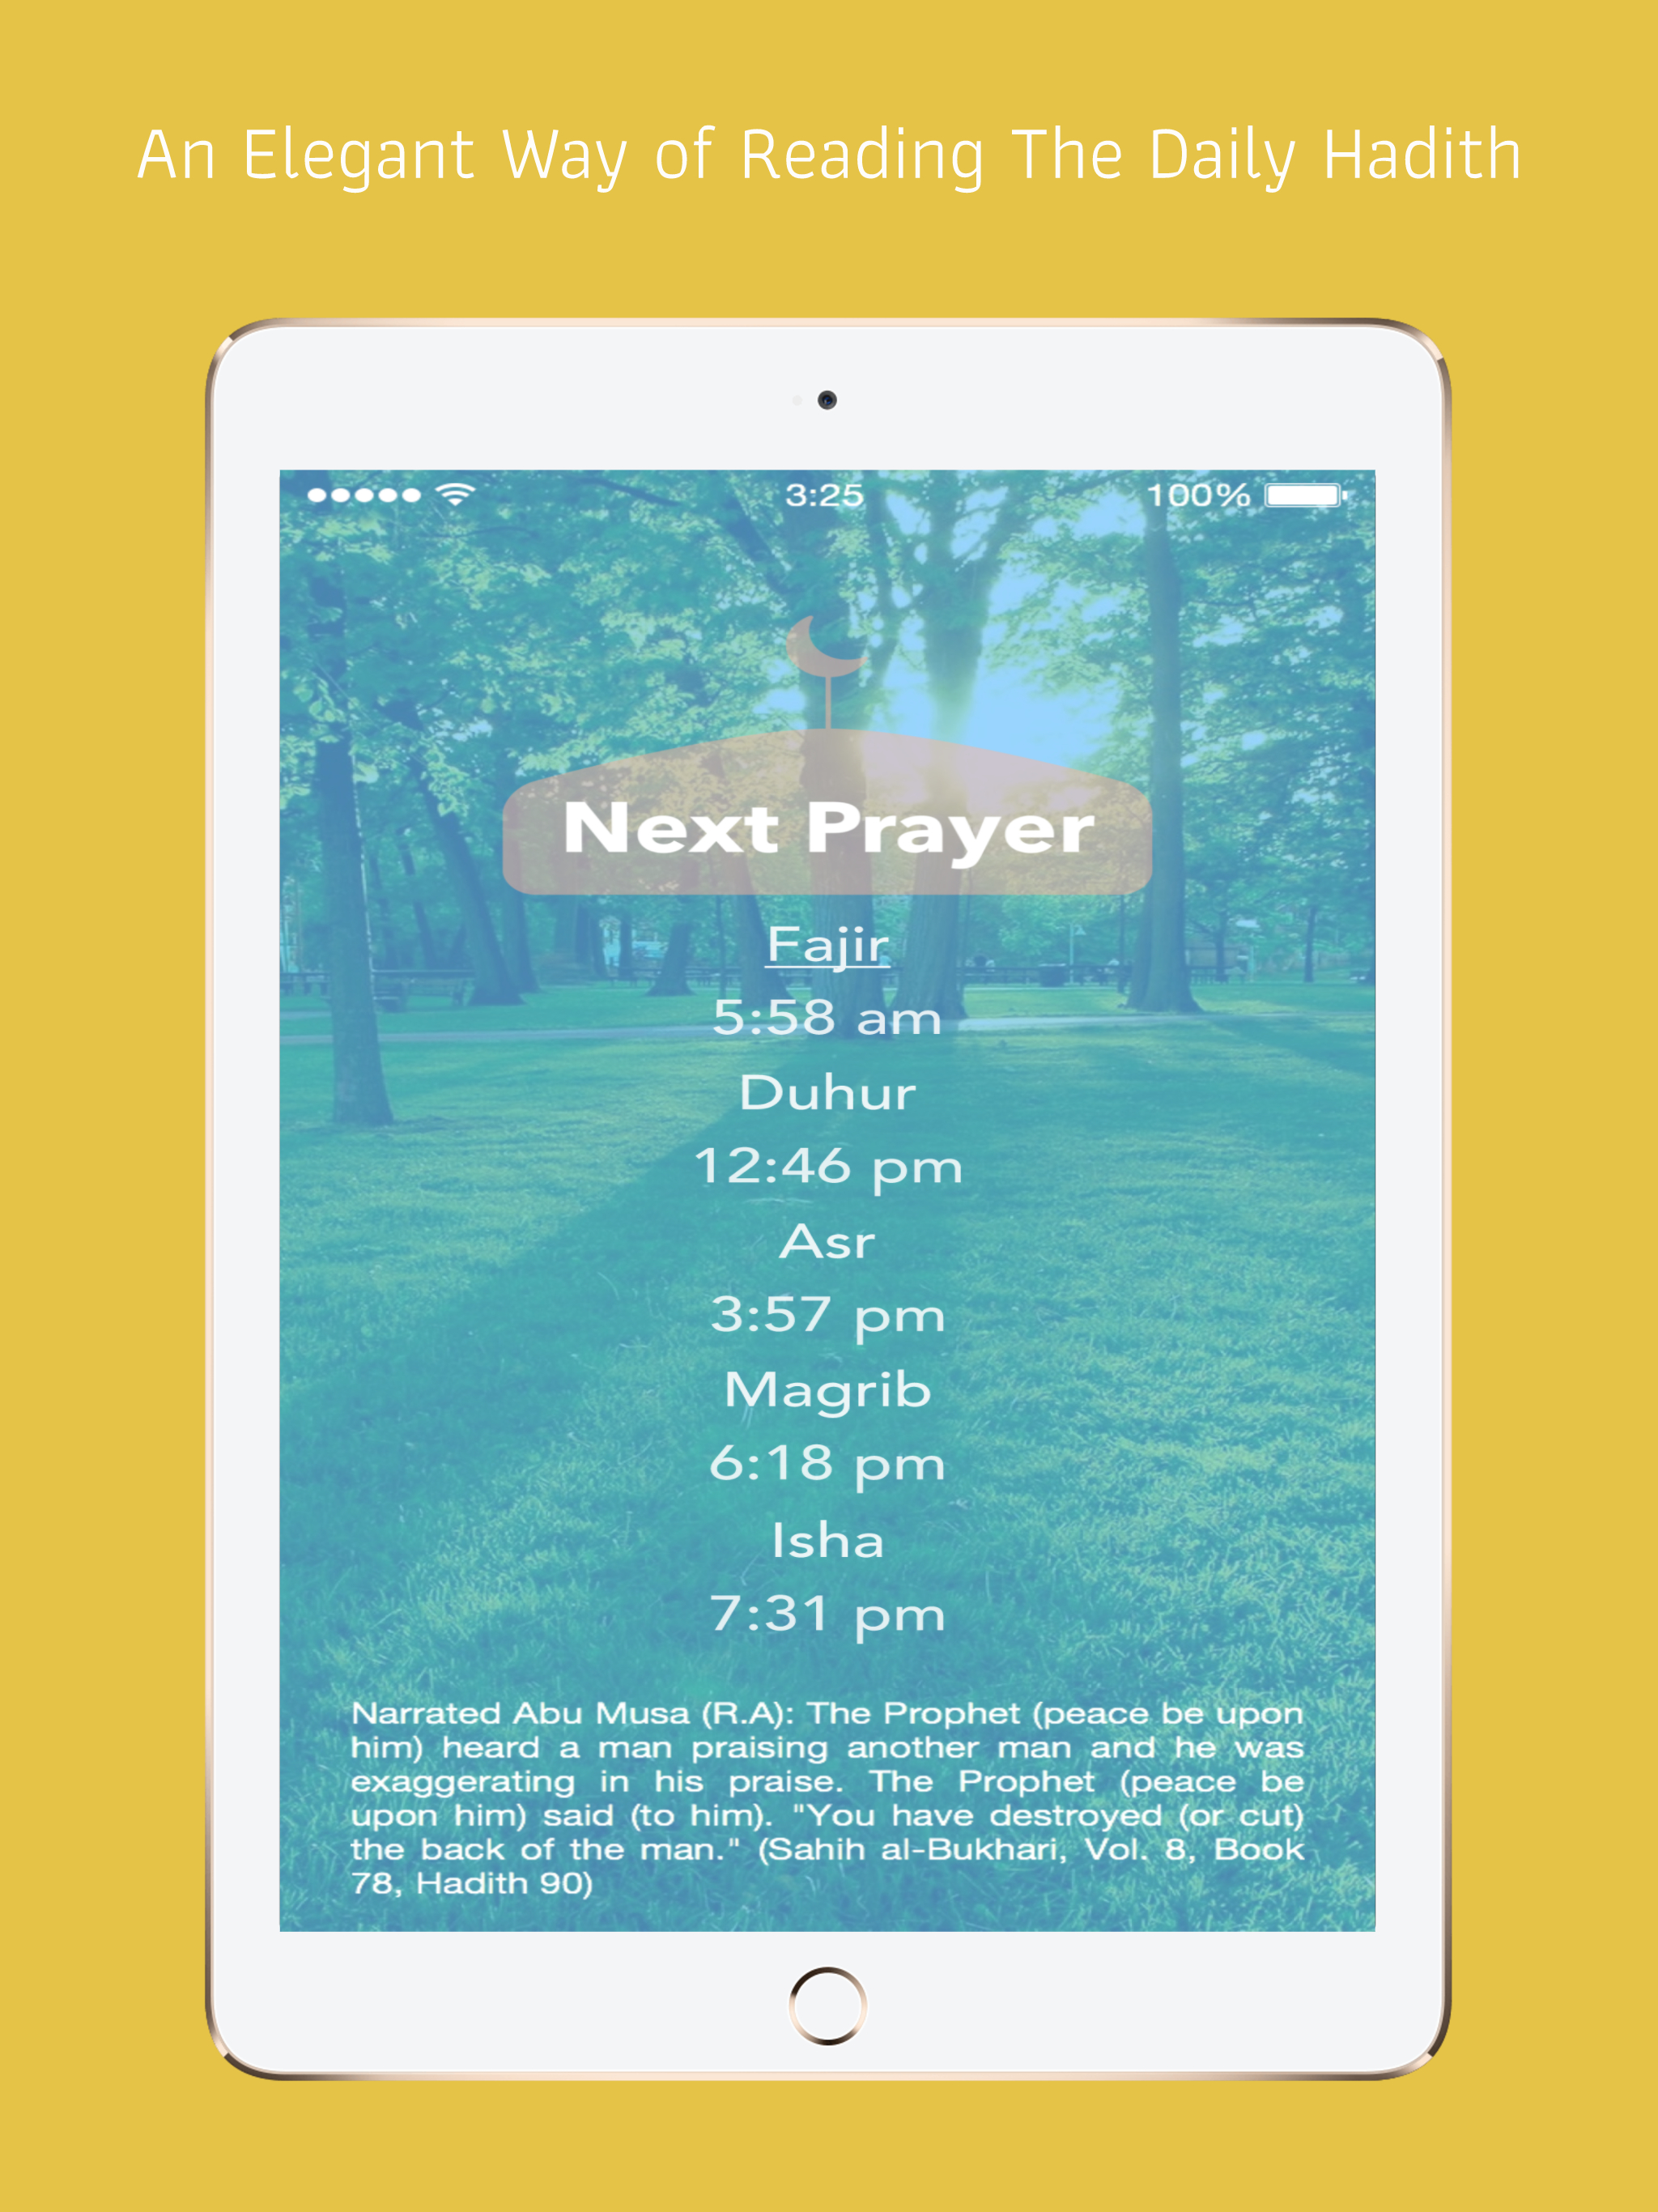 An Elegant Way of Reading The Daily Hadith
3:25
100%
Next Prayer
Fajir
5:58 am
Duhur
12:46 pm
Asr
3:57 pm
Magrib
6:18 pm
Isha
7:31 pm
Narrated Abu Musa (R.A): The Prophet (peace be upon
him) heard a man praising another man and he was
exaggerating in his praise. The Prophet (peace be
upon him) said (to him). "You have destroyed (or cut)
the back of the man." (Sahih al-Bukhari, Vol. 8, Book
78, Hadith 90)